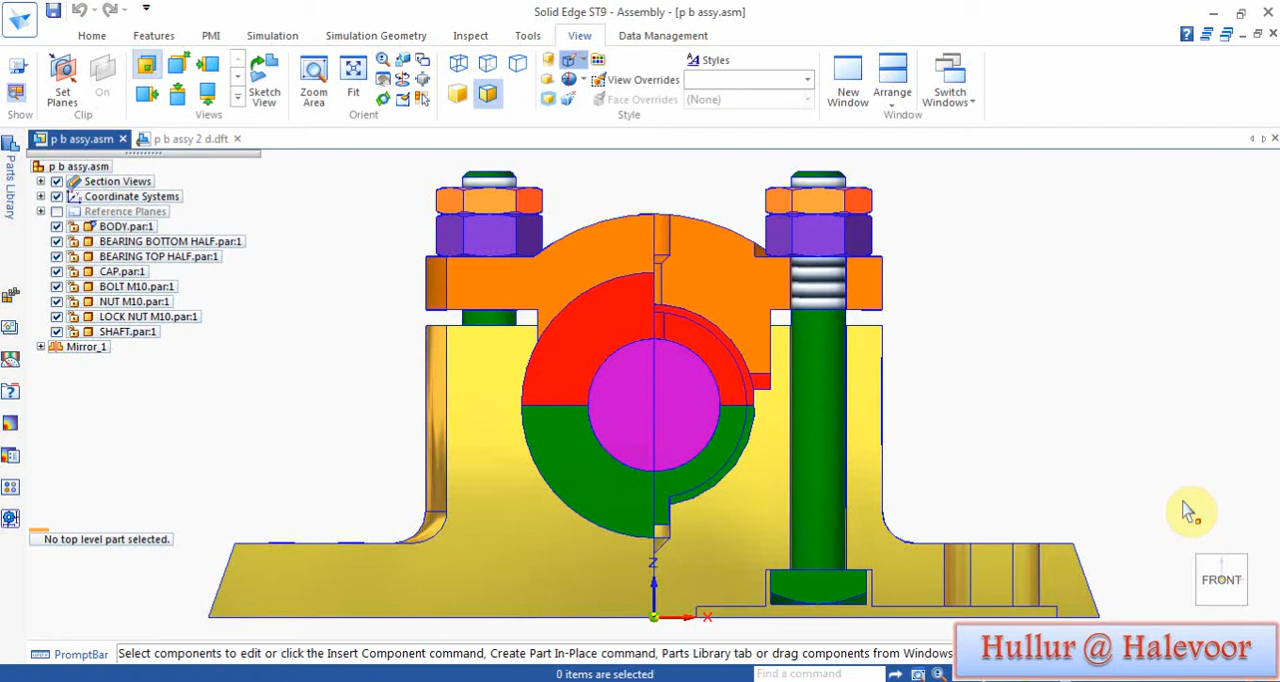 Solid Edge ST9 - Assembly - [p b assy.asm]
Home Features PMI Simulation Simulation Geometry Inspect Tools View Data Management
Show
Set Planes
On
Clip
Views
Sketch View
Zoom Area
Fit
Orient
Styles
View Overrides
Face Overrides (None)
Style
New Window
Arrange
Switch Windows
Window
p b assy.asm
p b assy 2 d.dft
Parts Library
p b assy.asm
Section Views
Coordinate Systems
Reference Planes
BODY.par:1
BEARING BOTTOM HALF.par:1
BEARING TOP HALF.par:1
CAP.par:1
BOLT M10.par:1
NUT M10.par:1
LOCK NUT M10.par:1
SHAFT.par:1
Mirror_1
No top level part selected.
Z
X
FRONT
PromptBar
Select components to edit or click the Insert Component command, Create Part In-Place command, Parts Library tab or drag components from Windows
Hullur @ Halevoor
0 items are selected
Find a command